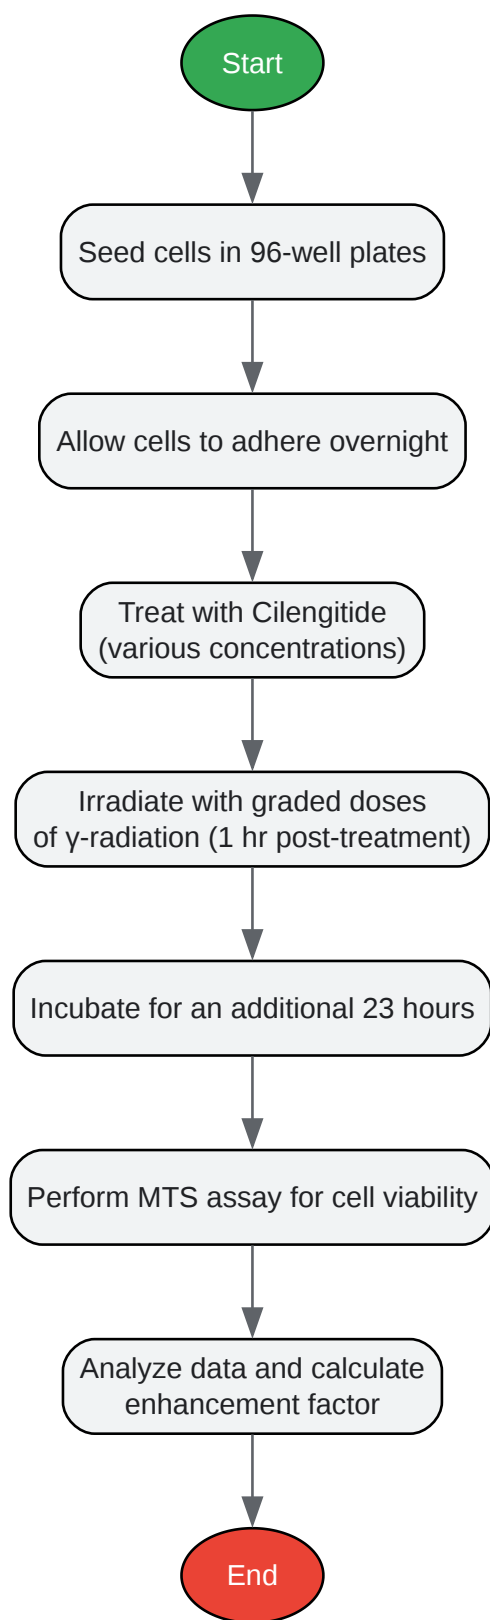 Start
Seed cells in 96-well plates
Allow cells to adhere overnight
Treat with Cilengitide
(various concentrations)
Irradiate with graded doses
of γ-radiation (1 hr post-treatment)
Incubate for an additional 23 hours
Perform MTS assay for cell viability
Analyze data and calculate
enhancement factor
End